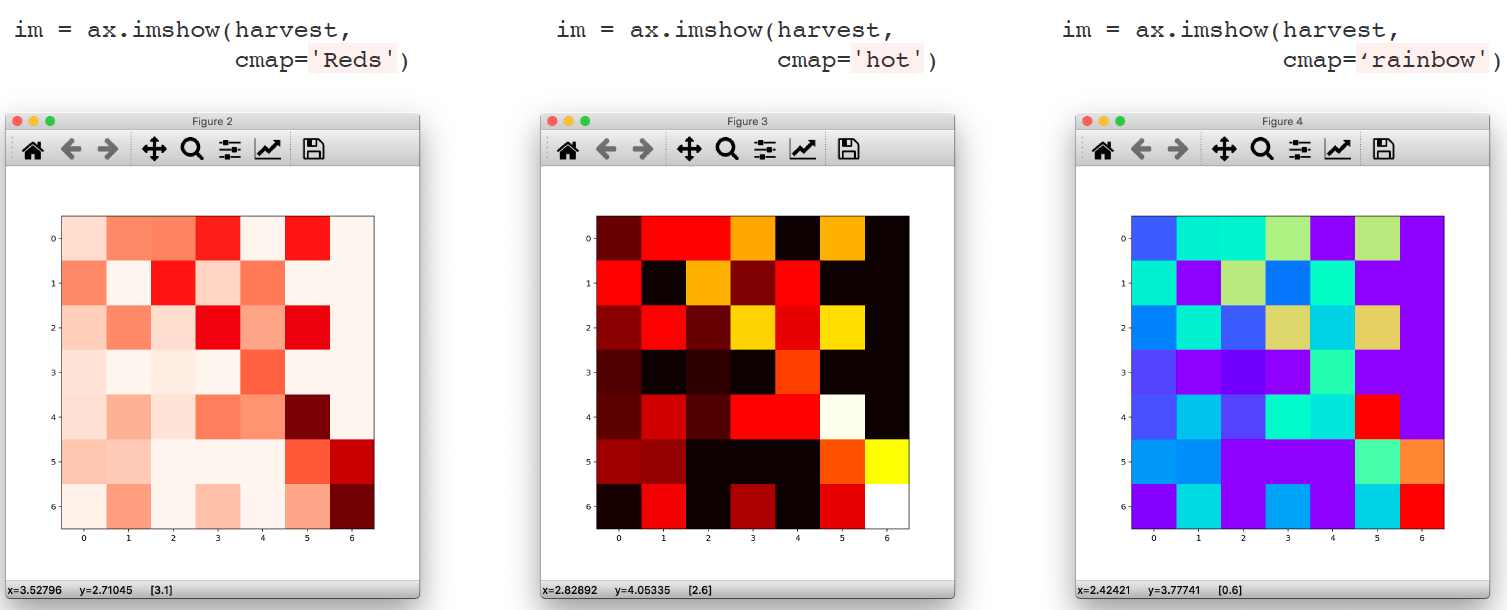 im = ax.imshow(harvest,
cmap='Reds')
im = ax.imshow(harvest,
cmap='hot')
im = ax.imshow(harvest,
cmap=‘rainbow')
Figure 2
0
1
2
3
4
5
6
0 1 2 3 4 5 6
x=3.52796 y=2.71045 [3.1]
Figure 3
0
1
2
3
4
5
6
0 1 2 3 4 5 6
x=2.82892 y=4.05335 [2.6]
Figure 4
0
1
2
3
4
5
6
0 1 2 3 4 5 6
x=2.42421 y=3.77741 [0.6]